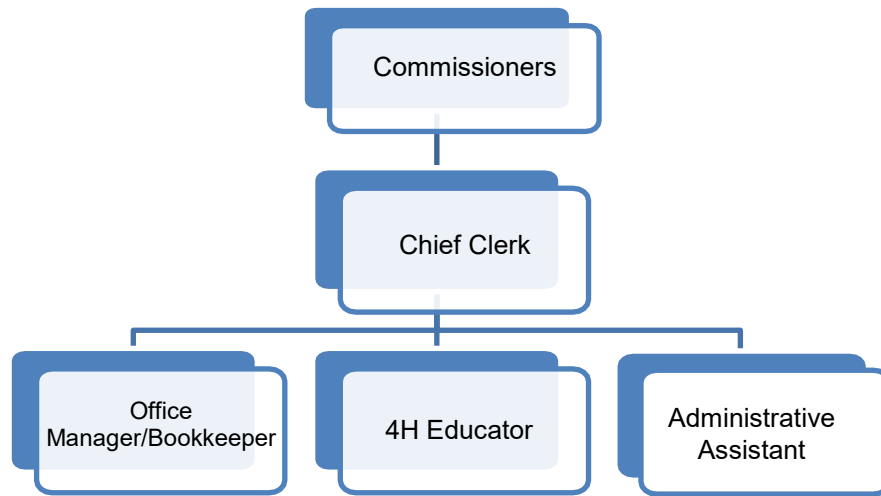 Commissioners
Chief Clerk
Office
Manager/Bookkeeper
4H Educator
Administrative
Assistant